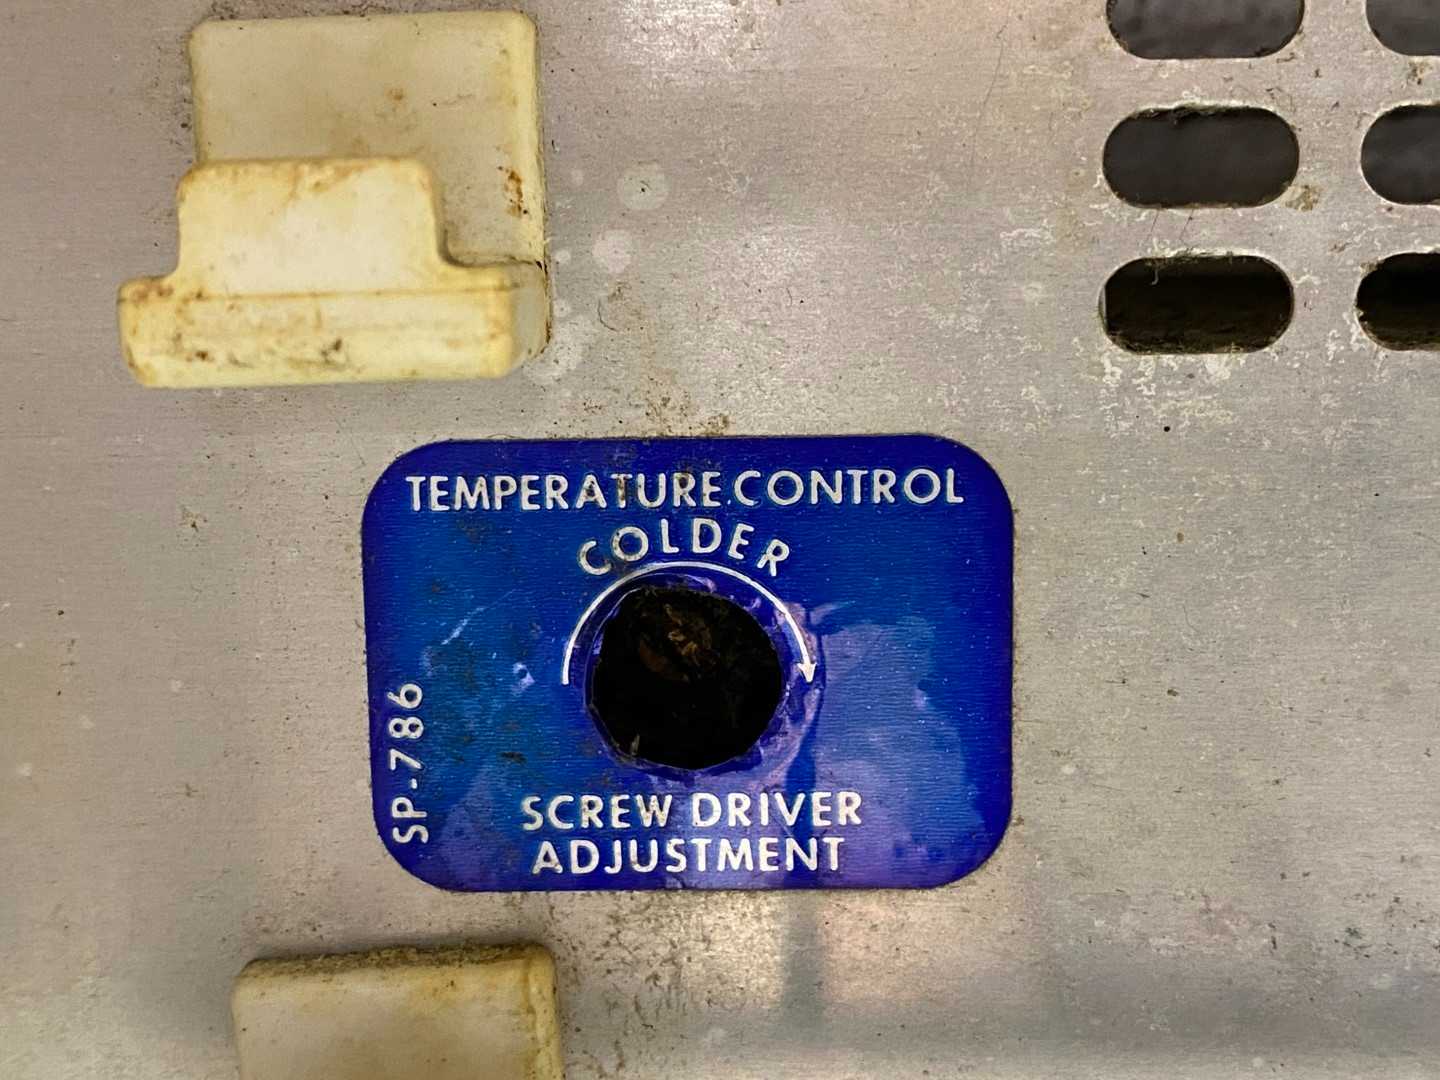 TEMPERATURE CONTROL
COLDER
SP-786
SCREW DRIVER
ADJUSTMENT